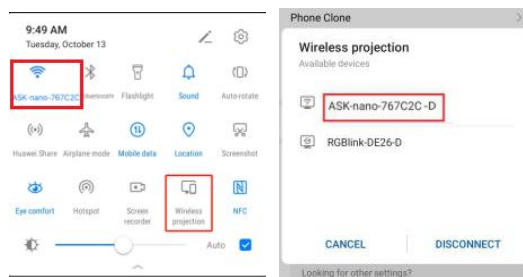 9:49 AM
Tuesday, October 13
ASK-nano-767C2C Bluetooth Flashlight Sound Auto-rotate
Huawei Share Airplane mode Mobile data Location Screenshot
Eye comfort Hotspot Screen recorder Wireless projection NFC
Auto
Phone Clone
Wireless projection
Available devices
ASK-nano-767C2C -D
RGBlink-DE26-D
CANCEL DISCONNECT
Looking for other settings?